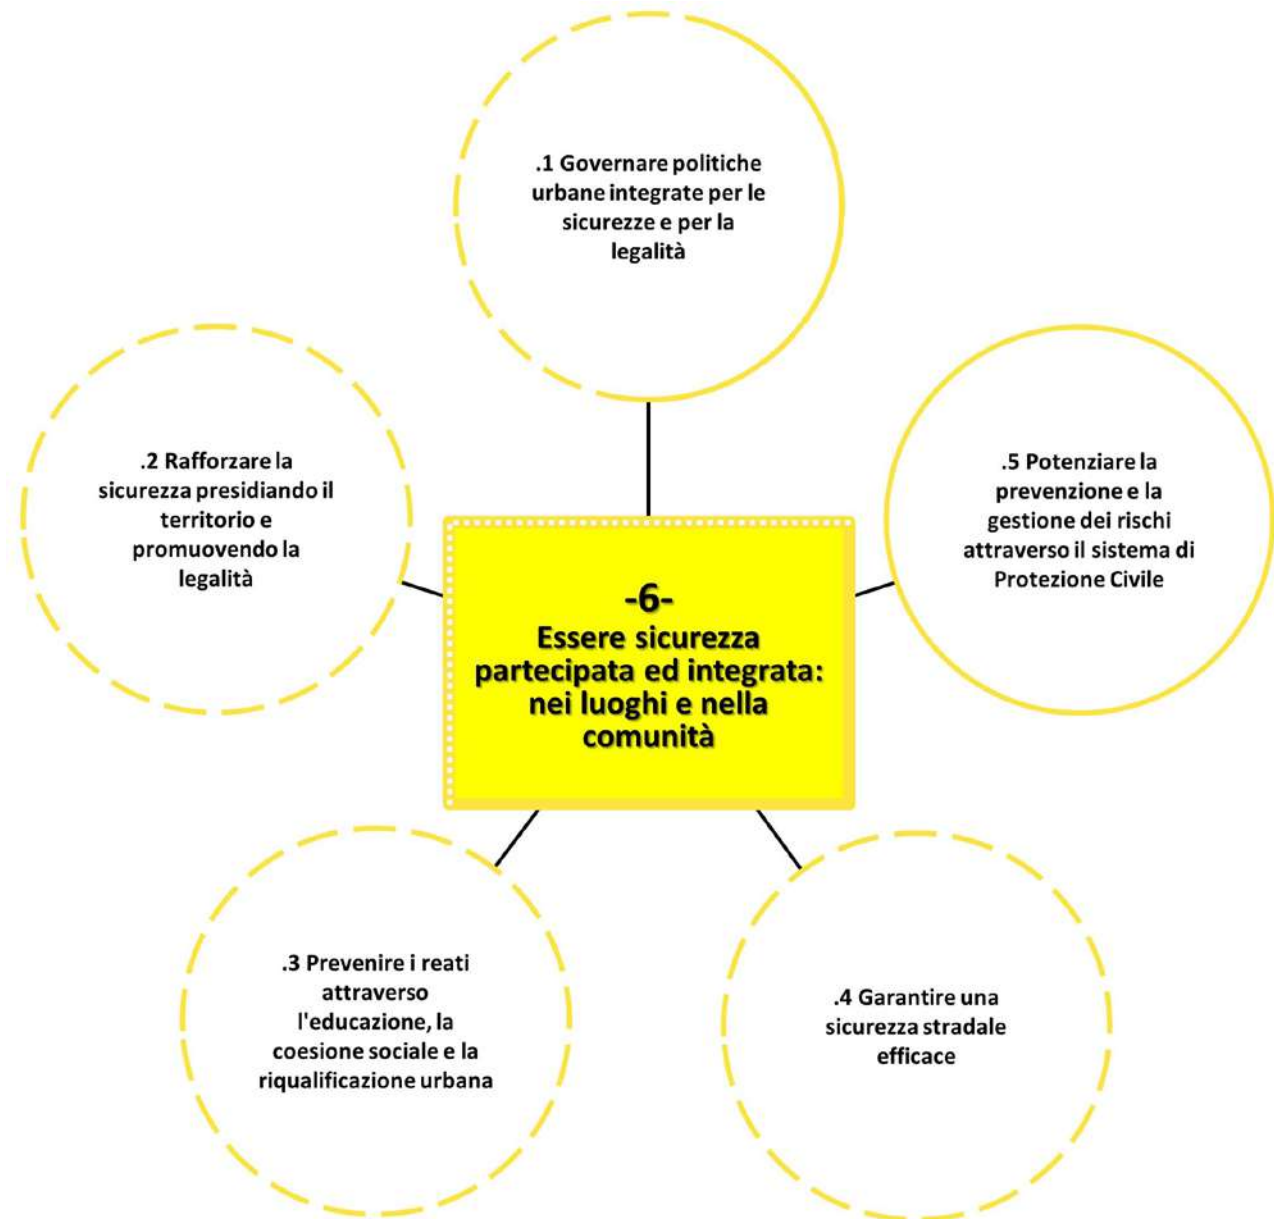 .1 Governare politiche
urbane integrate per le
sicurezze e per la
legalità
.2 Rafforzare la
sicurezza presidiando il
territorio e
promuovendo la
legalità
.5 Potenziare la
prevenzione e la
gestione dei rischi
attraverso il sistema di
Protezione Civile
-6-
Essere sicurezza
partecipata ed integrata:
nei luoghi e nella
comunità
.3 Prevenire i reati
attraverso
l'educazione, la
coesione sociale e la
riqualificazione urbana
.4 Garantire una
sicurezza stradale
efficace